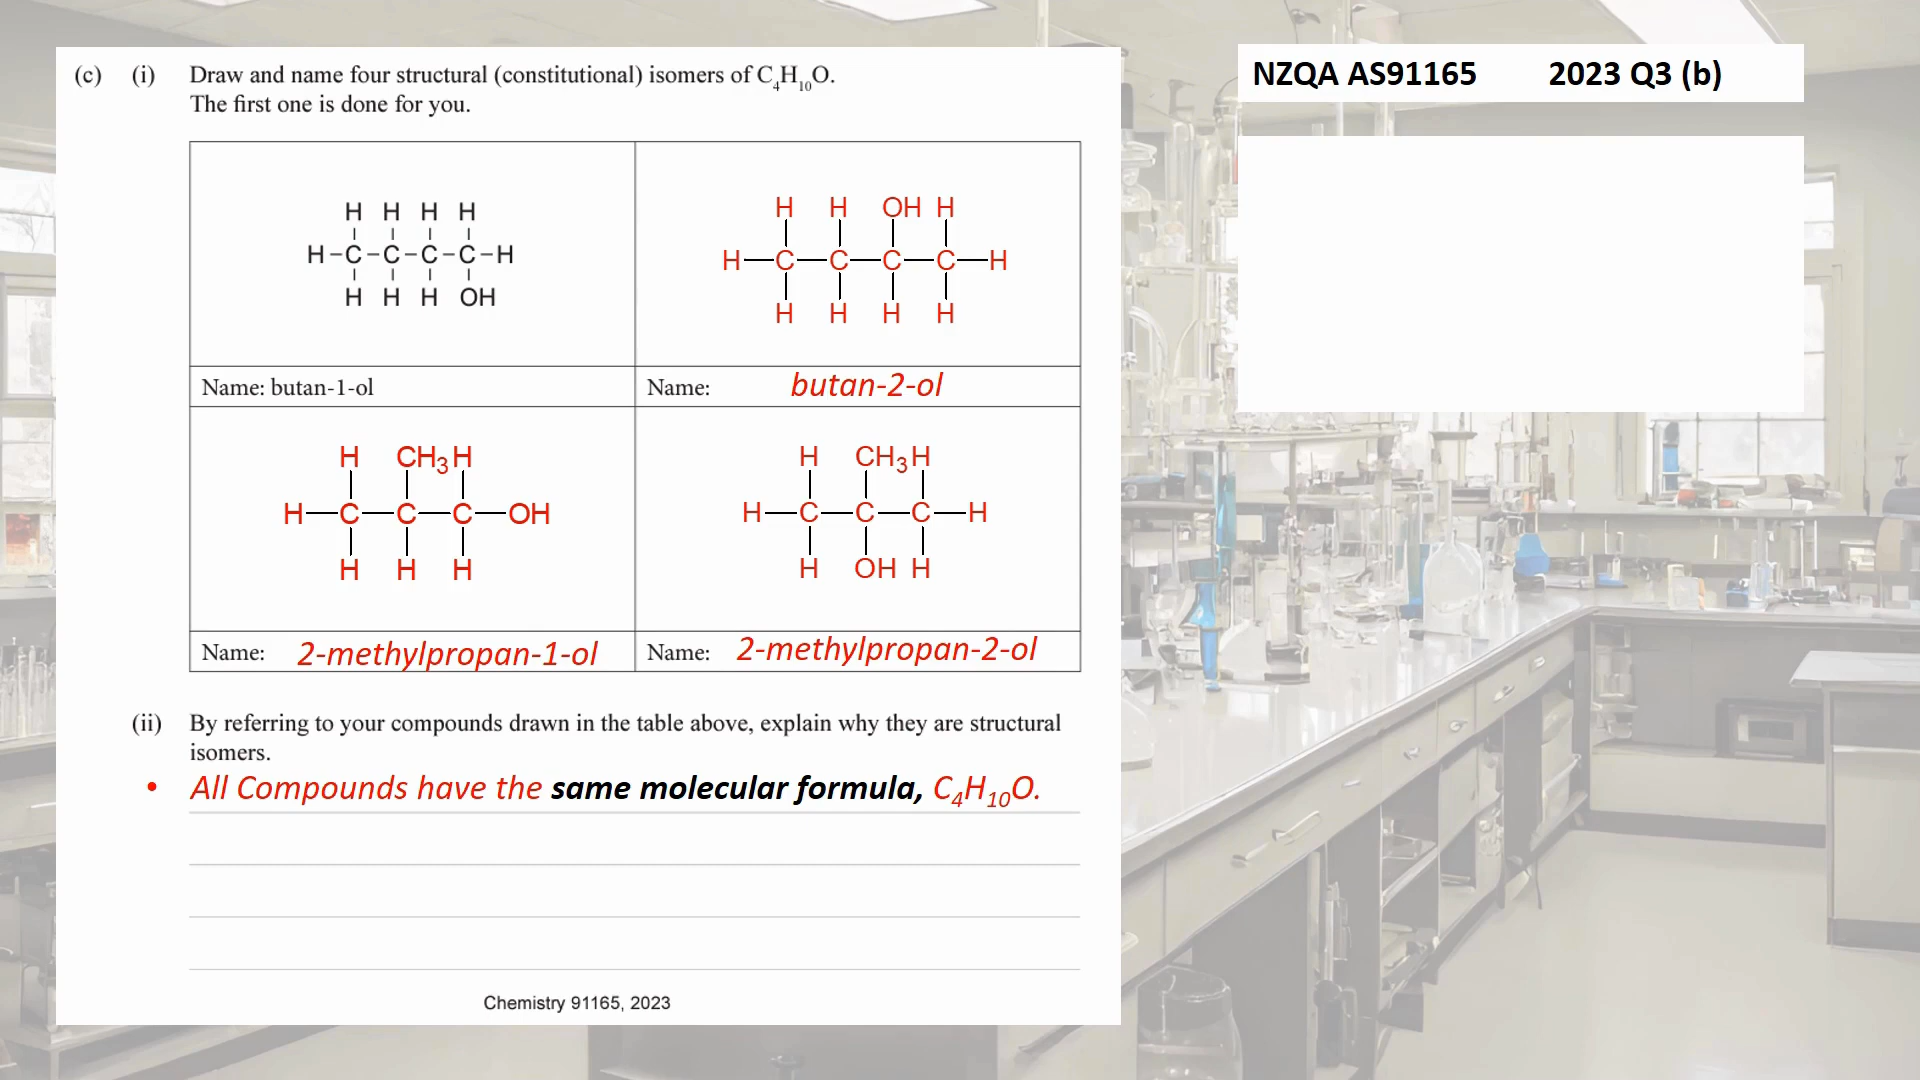 (c) (i) Draw and name four structural (constitutional) isomers of C₄H₁₀O.
The first one is done for you.
H H H H
H-C-C-C-C-H
H H H OH
Name: butan-1-ol
H H OH H
H-C-C-C-C-H
H H H H
Name: butan-2-ol
H CH₃ H
H-C-C-C-OH
H H H
Name: 2-methylpropan-1-ol
H CH₃ H
H-C-C-C-H
H OH H
Name: 2-methylpropan-2-ol
(ii) By referring to your compounds drawn in the table above, explain why they are structural
isomers.
• All Compounds have the same molecular formula, C₄H₁₀O.
Chemistry 91165, 2023
NZQA AS91165 2023 Q3 (b)